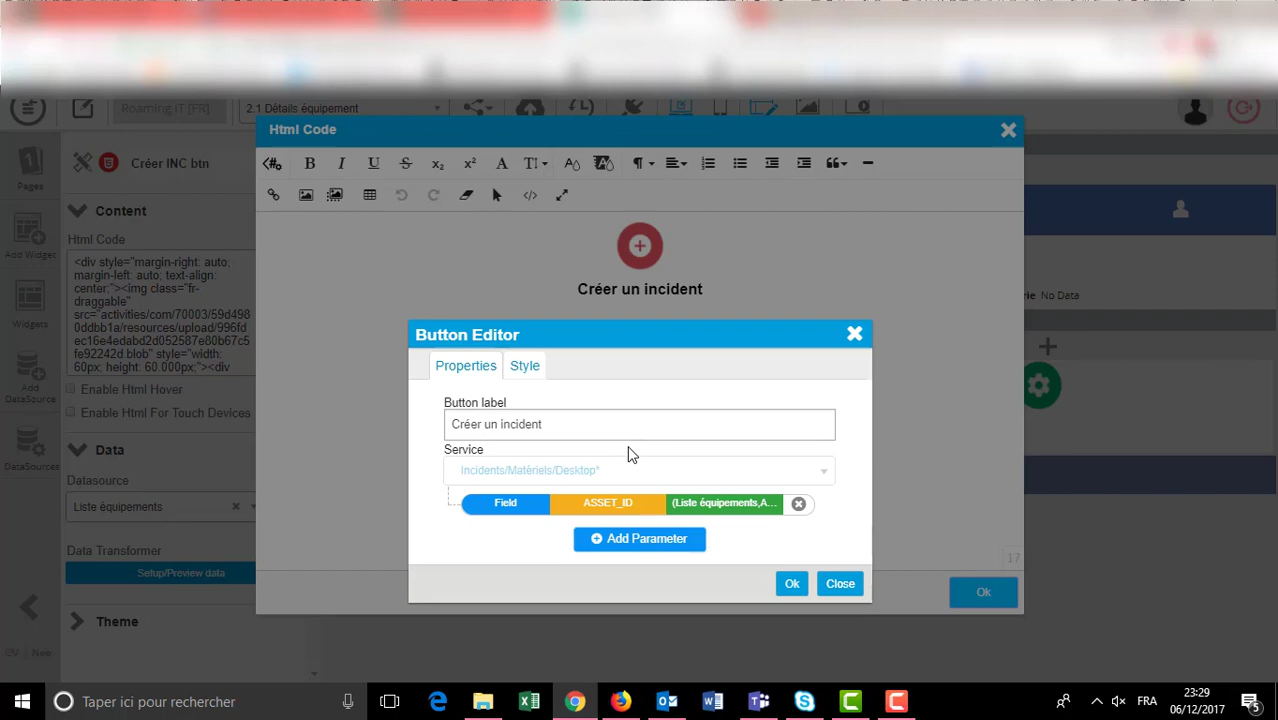 Roaming iT [FR]
2.1 Détails équipement
Html Code
Créer INC btn
Pages
Content
Html Code
Add Widget
<div style="margin-right: auto;
margin-left: auto; text-align:
center;"><img class="fr-
draggable"
src="activities/com/70003/59d498
0ddbb1a/resources/upload/996fd
ec16e4edabd2d052587e80b67c5
fe92242d.blob" style="width:
60px; height: 60.000px;"><div
Widgets
Créer un incident
No Data
Button Editor
Properties
Style
Add
DataSource
Enable Html Hover
Enable Html For Touch Devices
Button label
Créer un incident
Data
Service
Incidents/Matériels/Desktop*
DataSources
Datasource
Liste équipements
Field
ASSET_ID
(Liste équipements,A...
Add Parameter
Data Transformer
17
Setup/Preview data
Ok
Close
Ok
Theme
Taper ici pour rechercher
FRA
23:29
06/12/2017
5